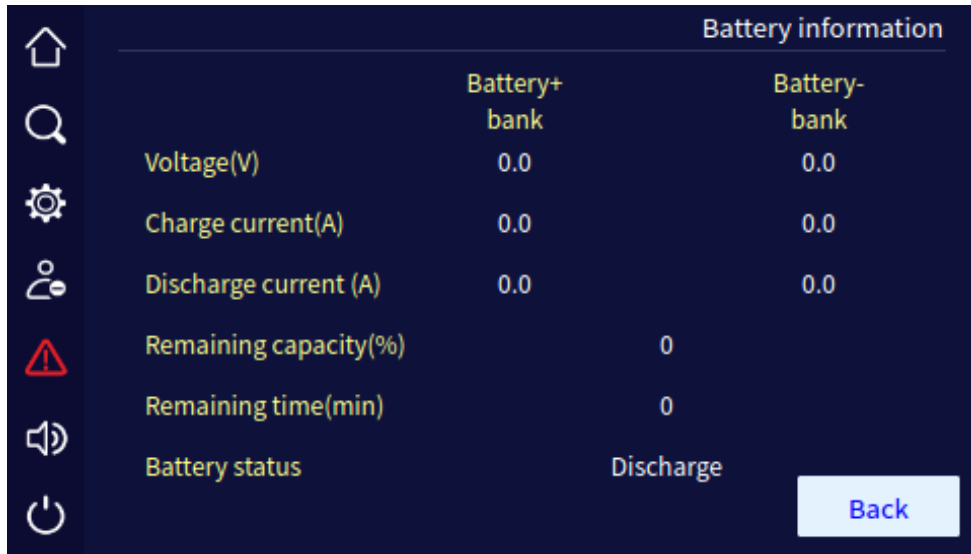 Battery information
Battery+ Battery-
bank bank
Voltage(V) 0.0 0.0
Charge current(A) 0.0 0.0
Discharge current (A) 0.0 0.0
Remaining capacity(%) 0
Remaining time(min) 0
Battery status Discharge
Back